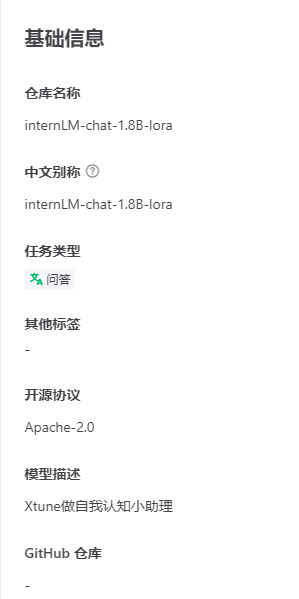 基础信息
仓库名称
internLM-chat-1.8B-lora
中文别称
internLM-chat-1.8B-lora
任务类型
问答
其他标签
-
开源协议
Apache-2.0
模型描述
Xtune做自我认知小助理
GitHub 仓库
-